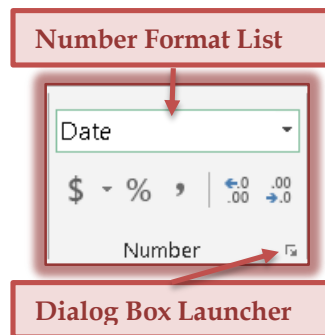 Number Format List
Date
$ % ,
←.0 .00
.00 →.0
Number
Dialog Box Launcher